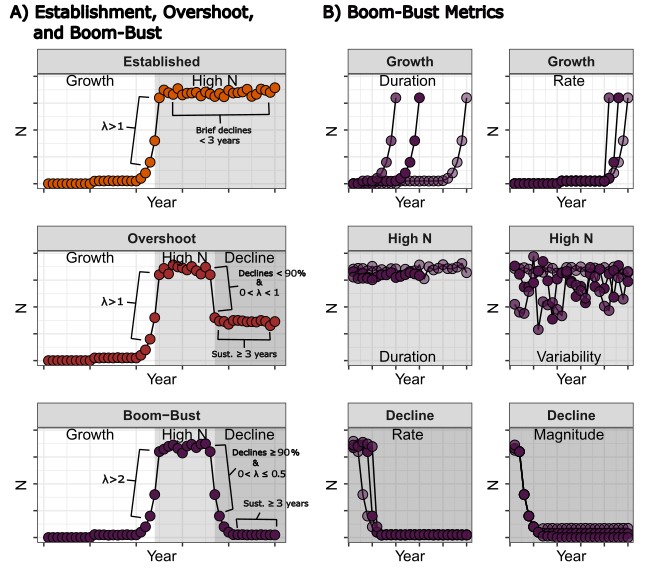 A) Establishment, Overshoot,
and Boom-Bust
B) Boom-Bust Metrics
Established
Growth
High N
λ>1
Brief declines
< 3 years
N
Year
Overshoot
Growth
High N
Decline
λ>1
Declines < 90%
&
0 < λ < 1
Sust. ≥ 3 years
N
Year
Boom−Bust
Growth
High N
Decline
λ>2
Declines ≥ 90%
&
0 < λ ≤ 0.5
Sust. ≥ 3 years
N
Year
Growth
Duration
N
Year
Growth
Rate
N
Year
High N
Duration
N
Year
High N
Variability
N
Year
Decline
Rate
N
Year
Decline
Magnitude
N
Year